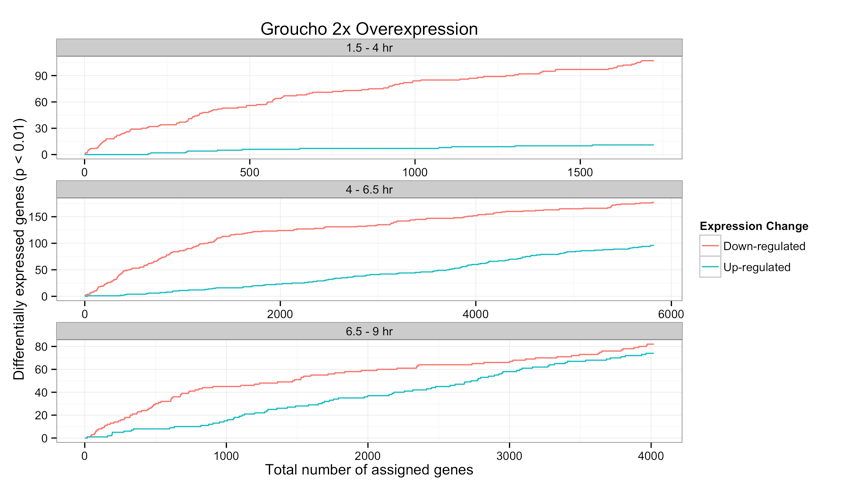 Groucho 2x Overexpression
1.5 - 4 hr
90
60
30
0
0 500 1000 1500
4 - 6.5 hr
150
100
50
0
0 2000 4000 6000
6.5 - 9 hr
80
60
40
20
0
0 1000 2000 3000 4000
Total number of assigned genes
Differentially expressed genes (p < 0.01)
Expression Change
Down-regulated
Up-regulated